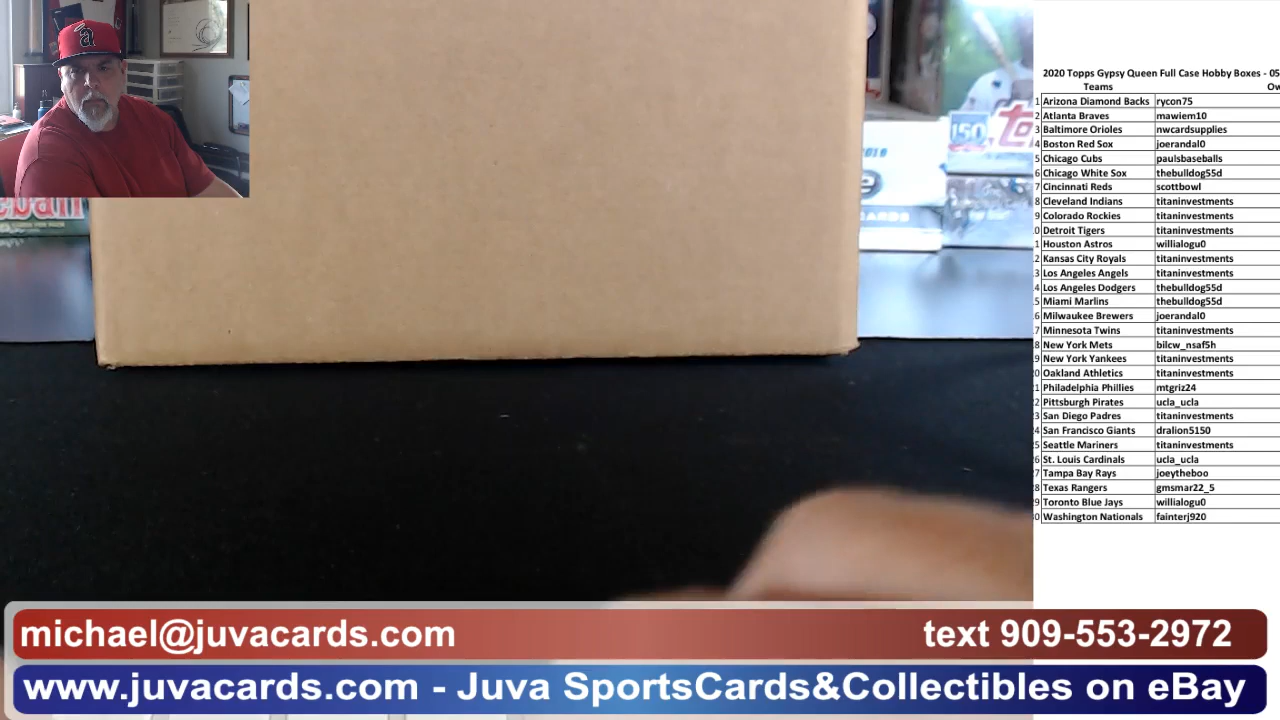 a
150
topps
2020 Topps Gypsy Queen Full Case Hobby Boxes - 05
Teams Ow
1 Arizona Diamond Backs rycon75
2 Atlanta Braves mawiem10
3 Baltimore Orioles nwcardsupplies
4 Boston Red Sox joerandal0
5 Chicago Cubs paulsbaseballs
6 Chicago White Sox thebulldog55d
7 Cincinnati Reds scottbowl
8 Cleveland Indians titaninvestments
9 Colorado Rockies titaninvestments
0 Detroit Tigers titaninvestments
1 Houston Astros willialogu0
2 Kansas City Royals titaninvestments
3 Los Angeles Angels titaninvestments
4 Los Angeles Dodgers thebulldog55d
5 Miami Marlins thebulldog55d
6 Milwaukee Brewers joerandal0
7 Minnesota Twins titaninvestments
8 New York Mets bilcw_nsaf5h
9 New York Yankees titaninvestments
0 Oakland Athletics titaninvestments
1 Philadelphia Phillies mtgriz24
2 Pittsburgh Pirates ucla_ucla
3 San Diego Padres titaninvestments
4 San Francisco Giants dralion5150
5 Seattle Mariners titaninvestments
6 St. Louis Cardinals ucla_ucla
7 Tampa Bay Rays joeytheboo
8 Texas Rangers gmsmar22_5
9 Toronto Blue Jays willialogu0
0 Washington Nationals fainterj920
michael@juvacards.com text 909-553-2972
www.juvacards.com - Juva SportsCards&Collectibles on eBay